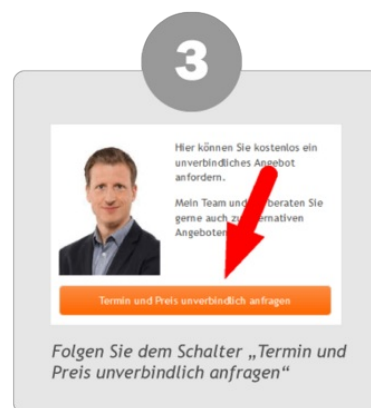 3
Hier können Sie kostenlos ein
unverbindliches Angebot
anfordern.
Mein Team und beraten Sie
gerne auch zu
Angeboten
Termin und Preis unverbindlich anfragen
Folgen Sie dem Schalter „Termin und
Preis unverbindlich anfragen“